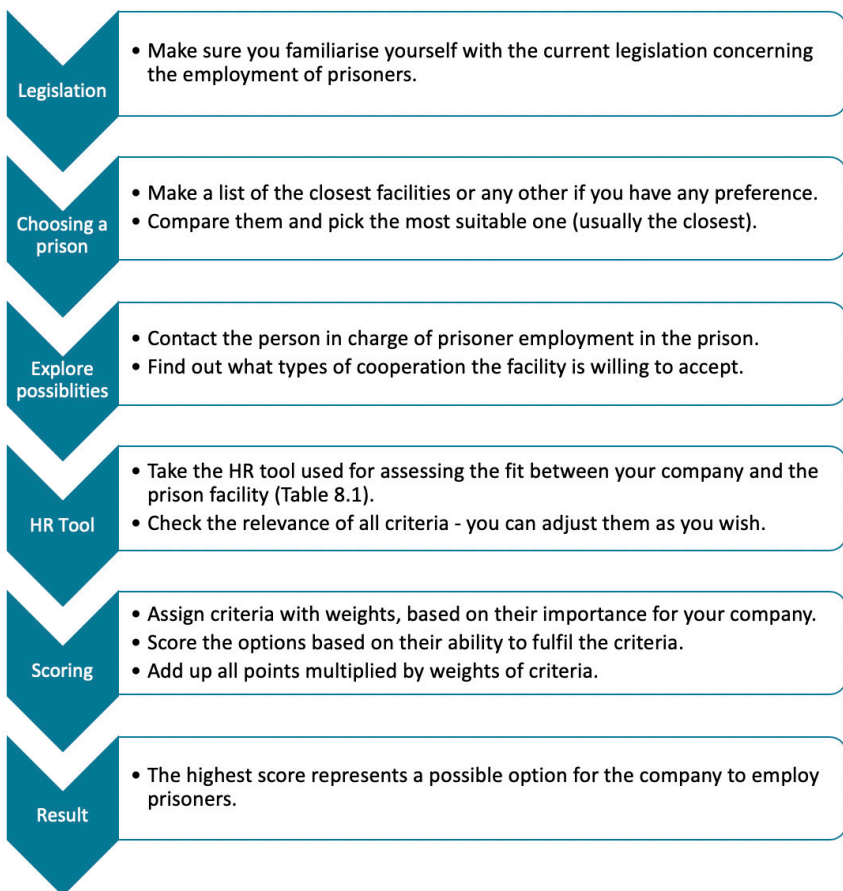 Legislation
• Make sure you familiarise yourself with the current legislation concerning
the employment of prisoners.
Choosing a
prison
• Make a list of the closest facilities or any other if you have any preference.
• Compare them and pick the most suitable one (usually the closest).
Explore
possiblities
• Contact the person in charge of prisoner employment in the prison.
• Find out what types of cooperation the facility is willing to accept.
HR Tool
• Take the HR tool used for assessing the fit between your company and the
prison facility (Table 8.1).
• Check the relevance of all criteria - you can adjust them as you wish.
Scoring
• Assign criteria with weights, based on their importance for your company.
• Score the options based on their ability to fulfil the criteria.
• Add up all points multiplied by weights of criteria.
Result
• The highest score represents a possible option for the company to employ
prisoners.